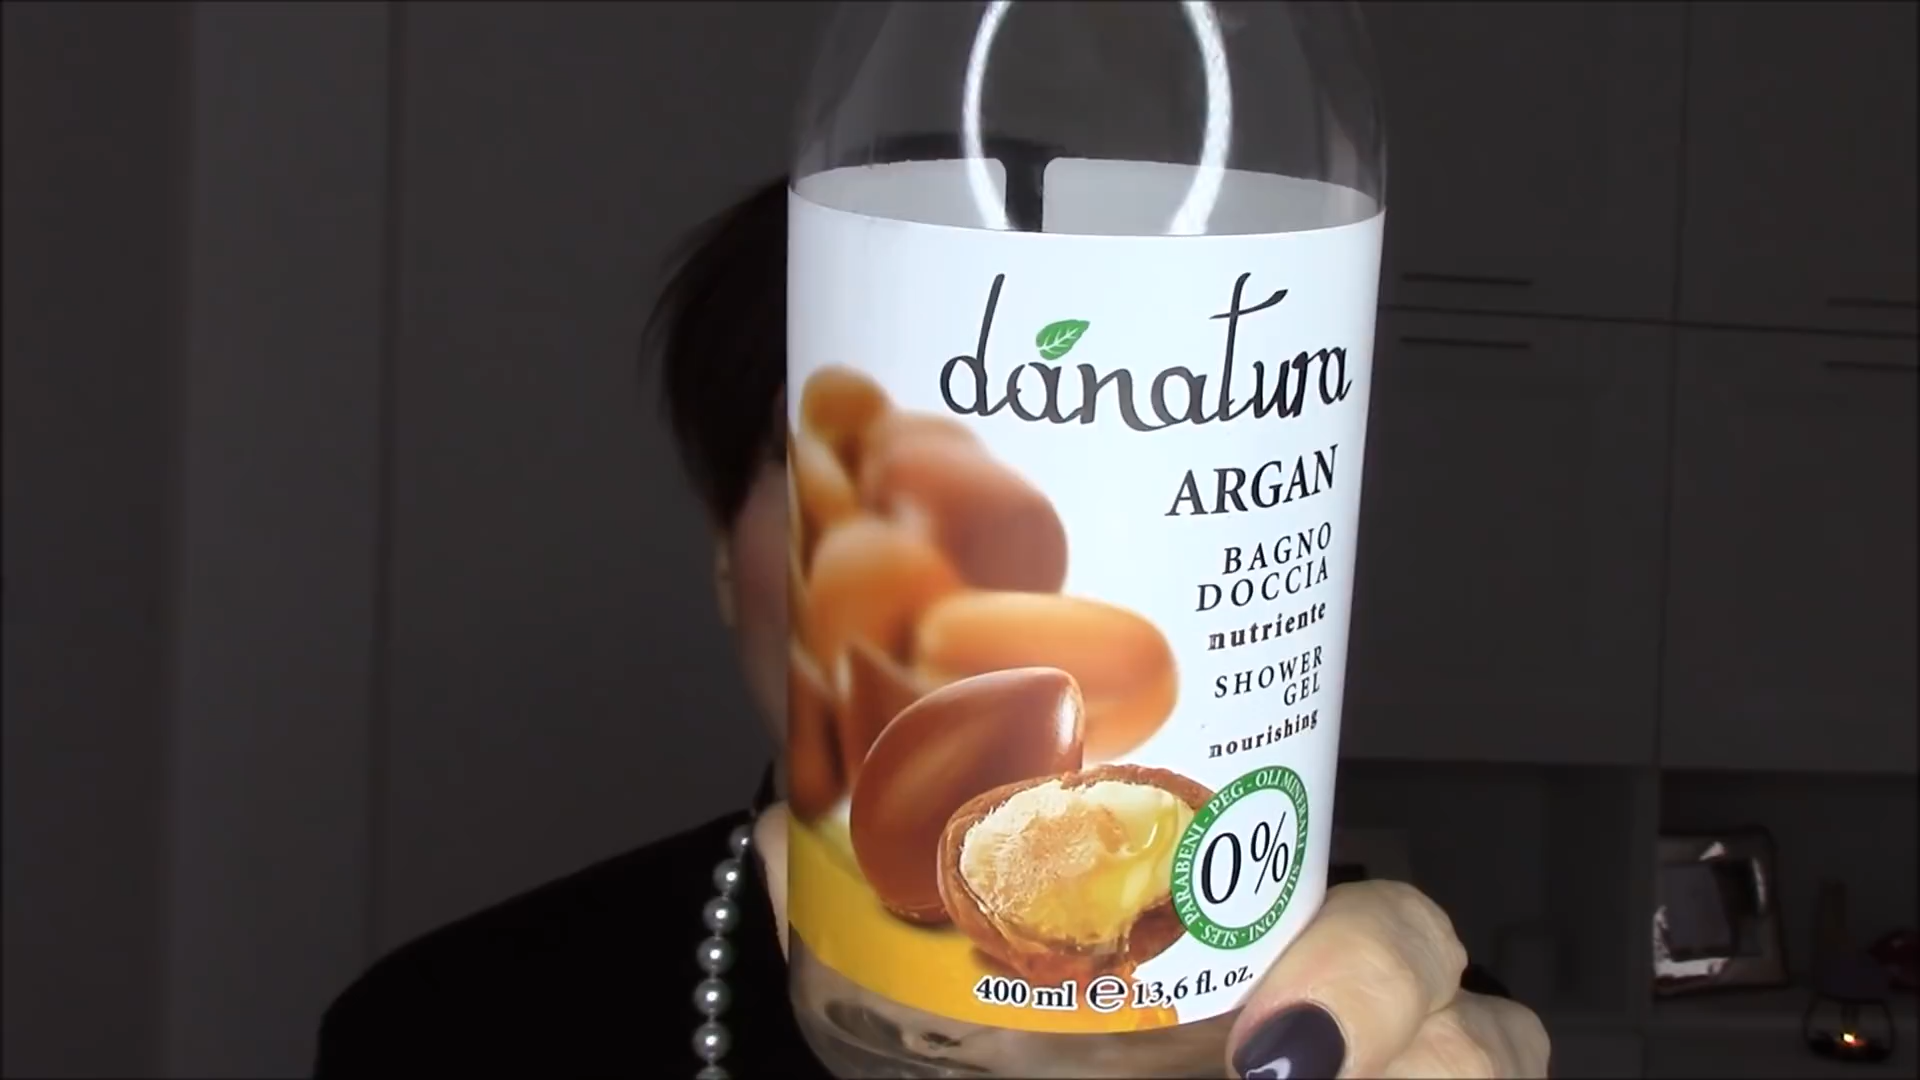 dánatura
ARGAN
BAGNO
DOCCIA
nutriente
SHOWER
GEL
nourishing
PARABENI - PEG - OLI MINERALI - SILICONI - SLES -
0%
400 ml e 13,6 fl. oz.